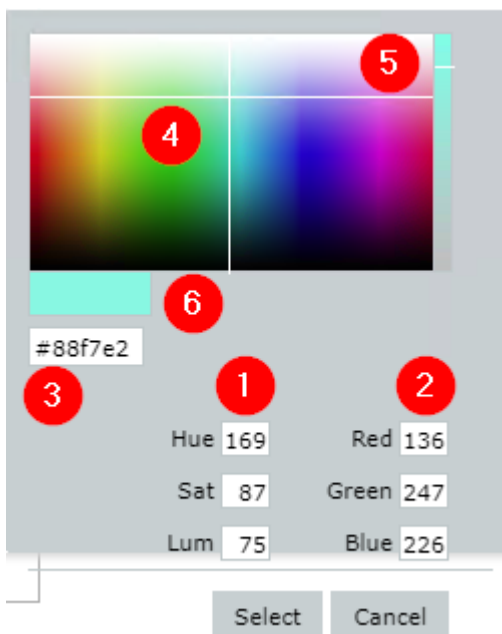 5
4
6
#88f7e2
3 1 2
Hue 169 Red 136
Sat 87 Green 247
Lum 75 Blue 226
Select Cancel